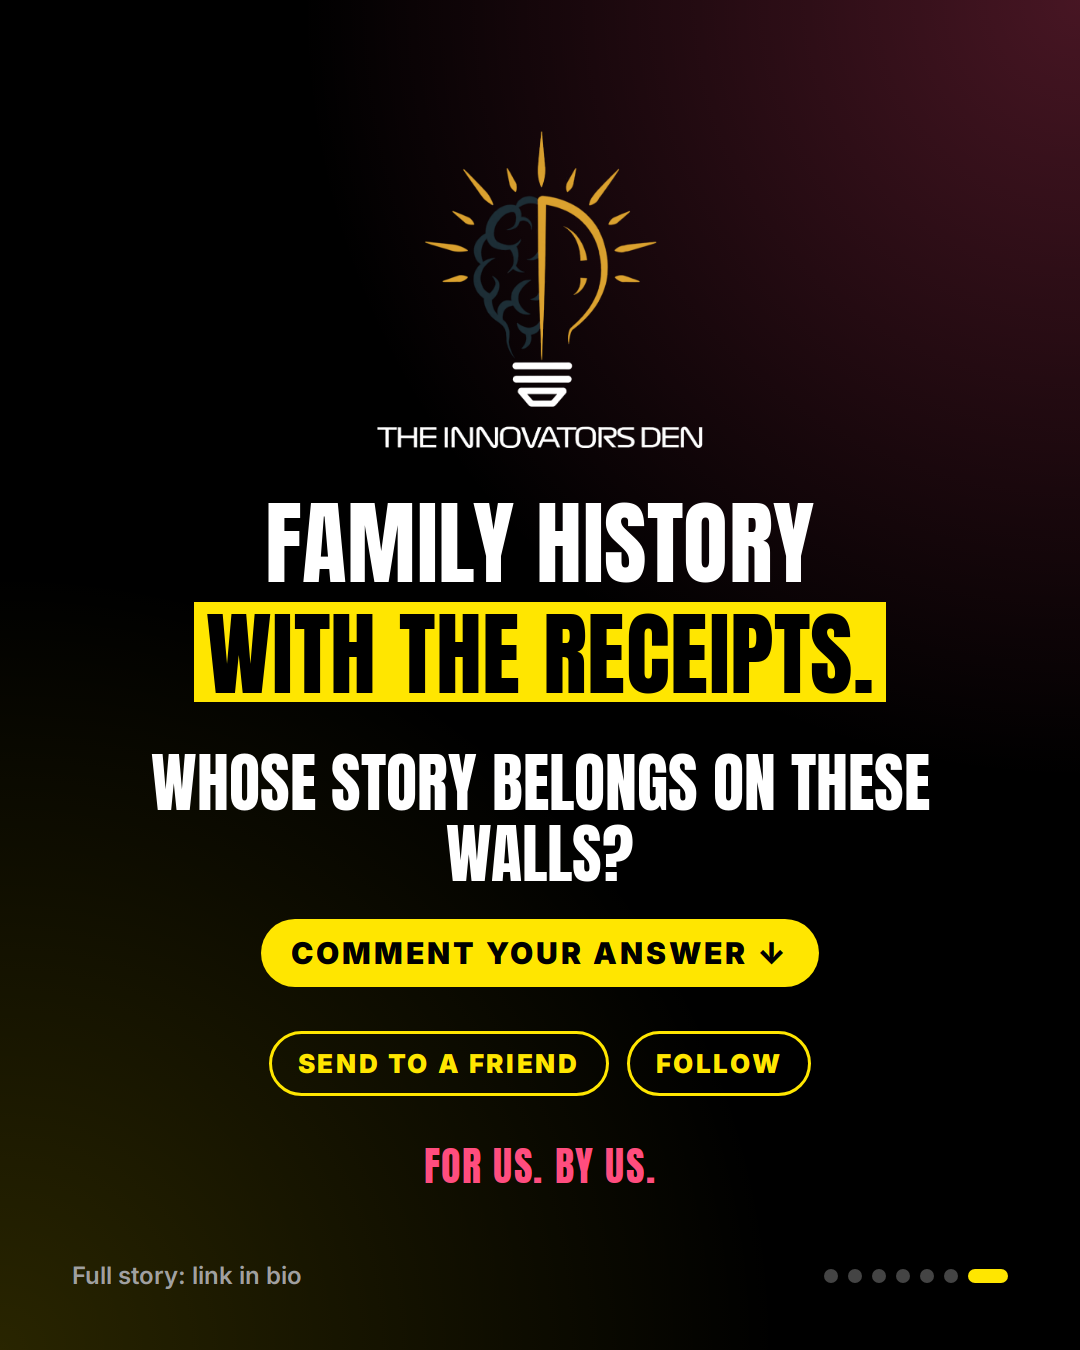 THE INNOVATORS DEN
FAMILY HISTORY
WITH THE RECEIPTS.
WHOSE STORY BELONGS ON THESE
WALLS?
COMMENT YOUR ANSWER ↓
SEND TO A FRIEND
FOLLOW
FOR US. BY US.
Full story: link in bio